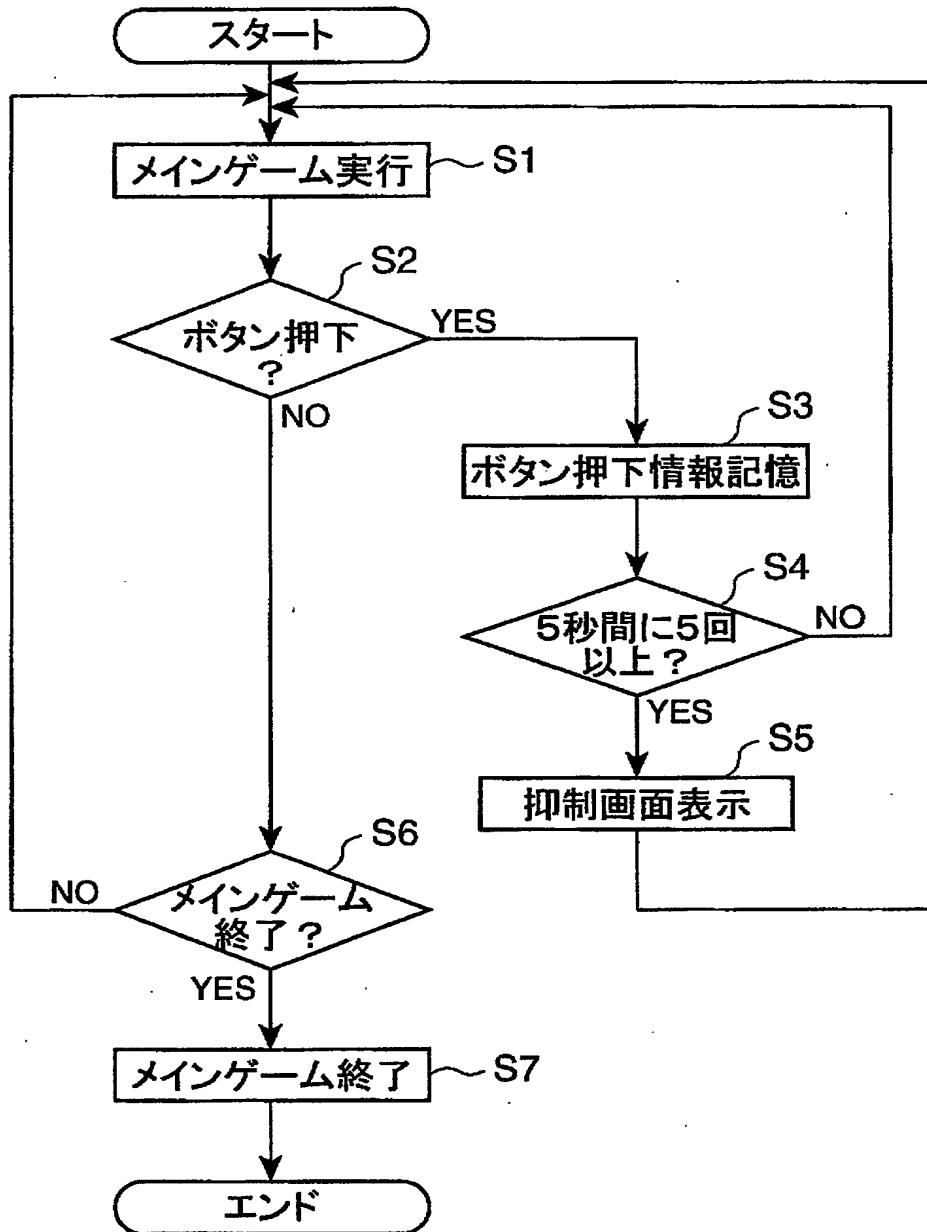 スタート
メインゲーム実行
S1
S2
ボタン押下
?
YES
NO
S3
ボタン押下情報記憶
S4
5秒間に5回
以上?
NO
YES
S5
抑制画面表示
S6
メインゲーム
終了?
NO
YES
メインゲーム終了
S7
エンド